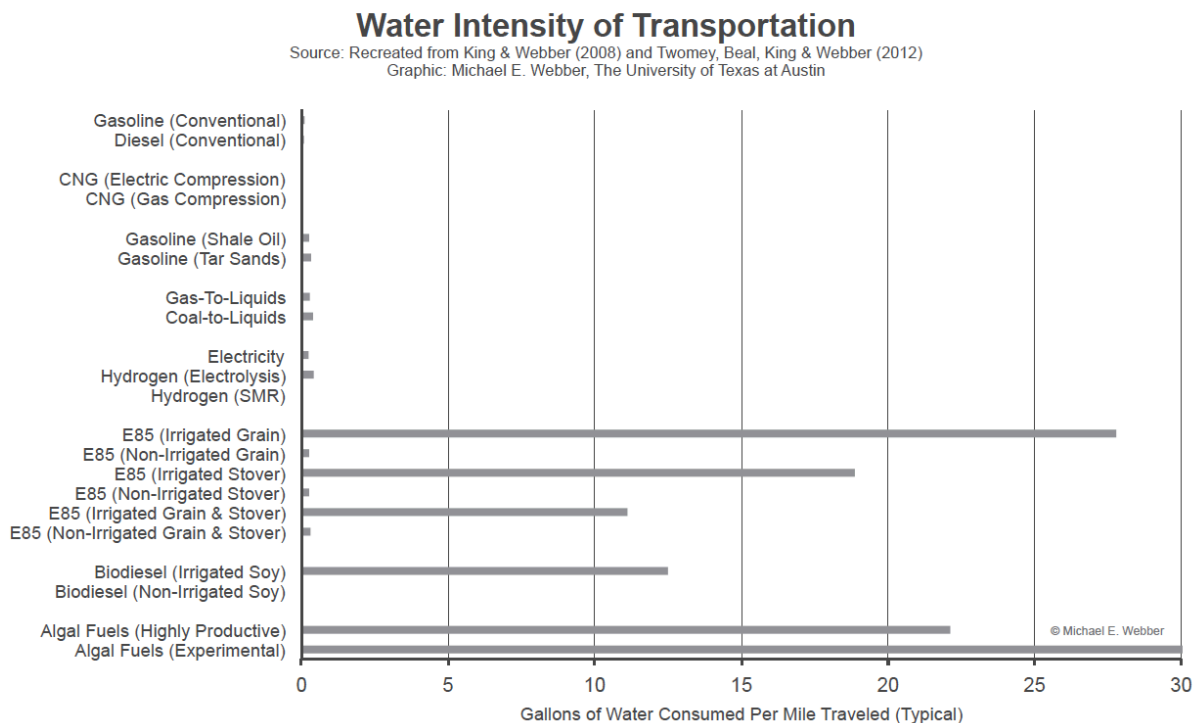 Water Intensity of Transportation
Source: Recreated from King & Webber (2008) and Twomey, Beal, King & Webber (2012)
Graphic: Michael E. Webber, The University of Texas at Austin
Gasoline (Conventional)
Diesel (Conventional)
CNG (Electric Compression)
CNG (Gas Compression)
Gasoline (Shale Oil)
Gasoline (Tar Sands)
Gas-To-Liquids
Coal-to-Liquids
Electricity
Hydrogen (Electrolysis)
Hydrogen (SMR)
E85 (Irrigated Grain)
E85 (Non-Irrigated Grain)
E85 (Irrigated Stover)
E85 (Non-Irrigated Stover)
E85 (Irrigated Grain & Stover)
E85 (Non-Irrigated Grain & Stover)
Biodiesel (Irrigated Soy)
Biodiesel (Non-Irrigated Soy)
Algal Fuels (Highly Productive)
© Michael E. Webber
Algal Fuels (Experimental)
0 5 10 15 20 25 30
Gallons of Water Consumed Per Mile Traveled (Typical)